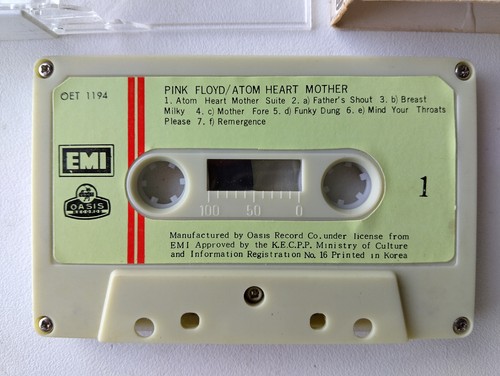 OET 1194
PINK FLOYD/ATOM HEART MOTHER
1. Atom Heart Mother Suite 2. a) Father's Shout 3. b) Breast
Milky 4. c) Mother Fore 5. d) Funky Dung 6. e) Mind Your Throats
Please 7. f) Remergence
EMI
OASIS
RECORDS
1
100 50 0
Manufactured by Oasis Record Co. under license from
EMI Approved by the K.E.C.P.P. Ministry of Culture
and Information Registration No. 16 Printed in Korea